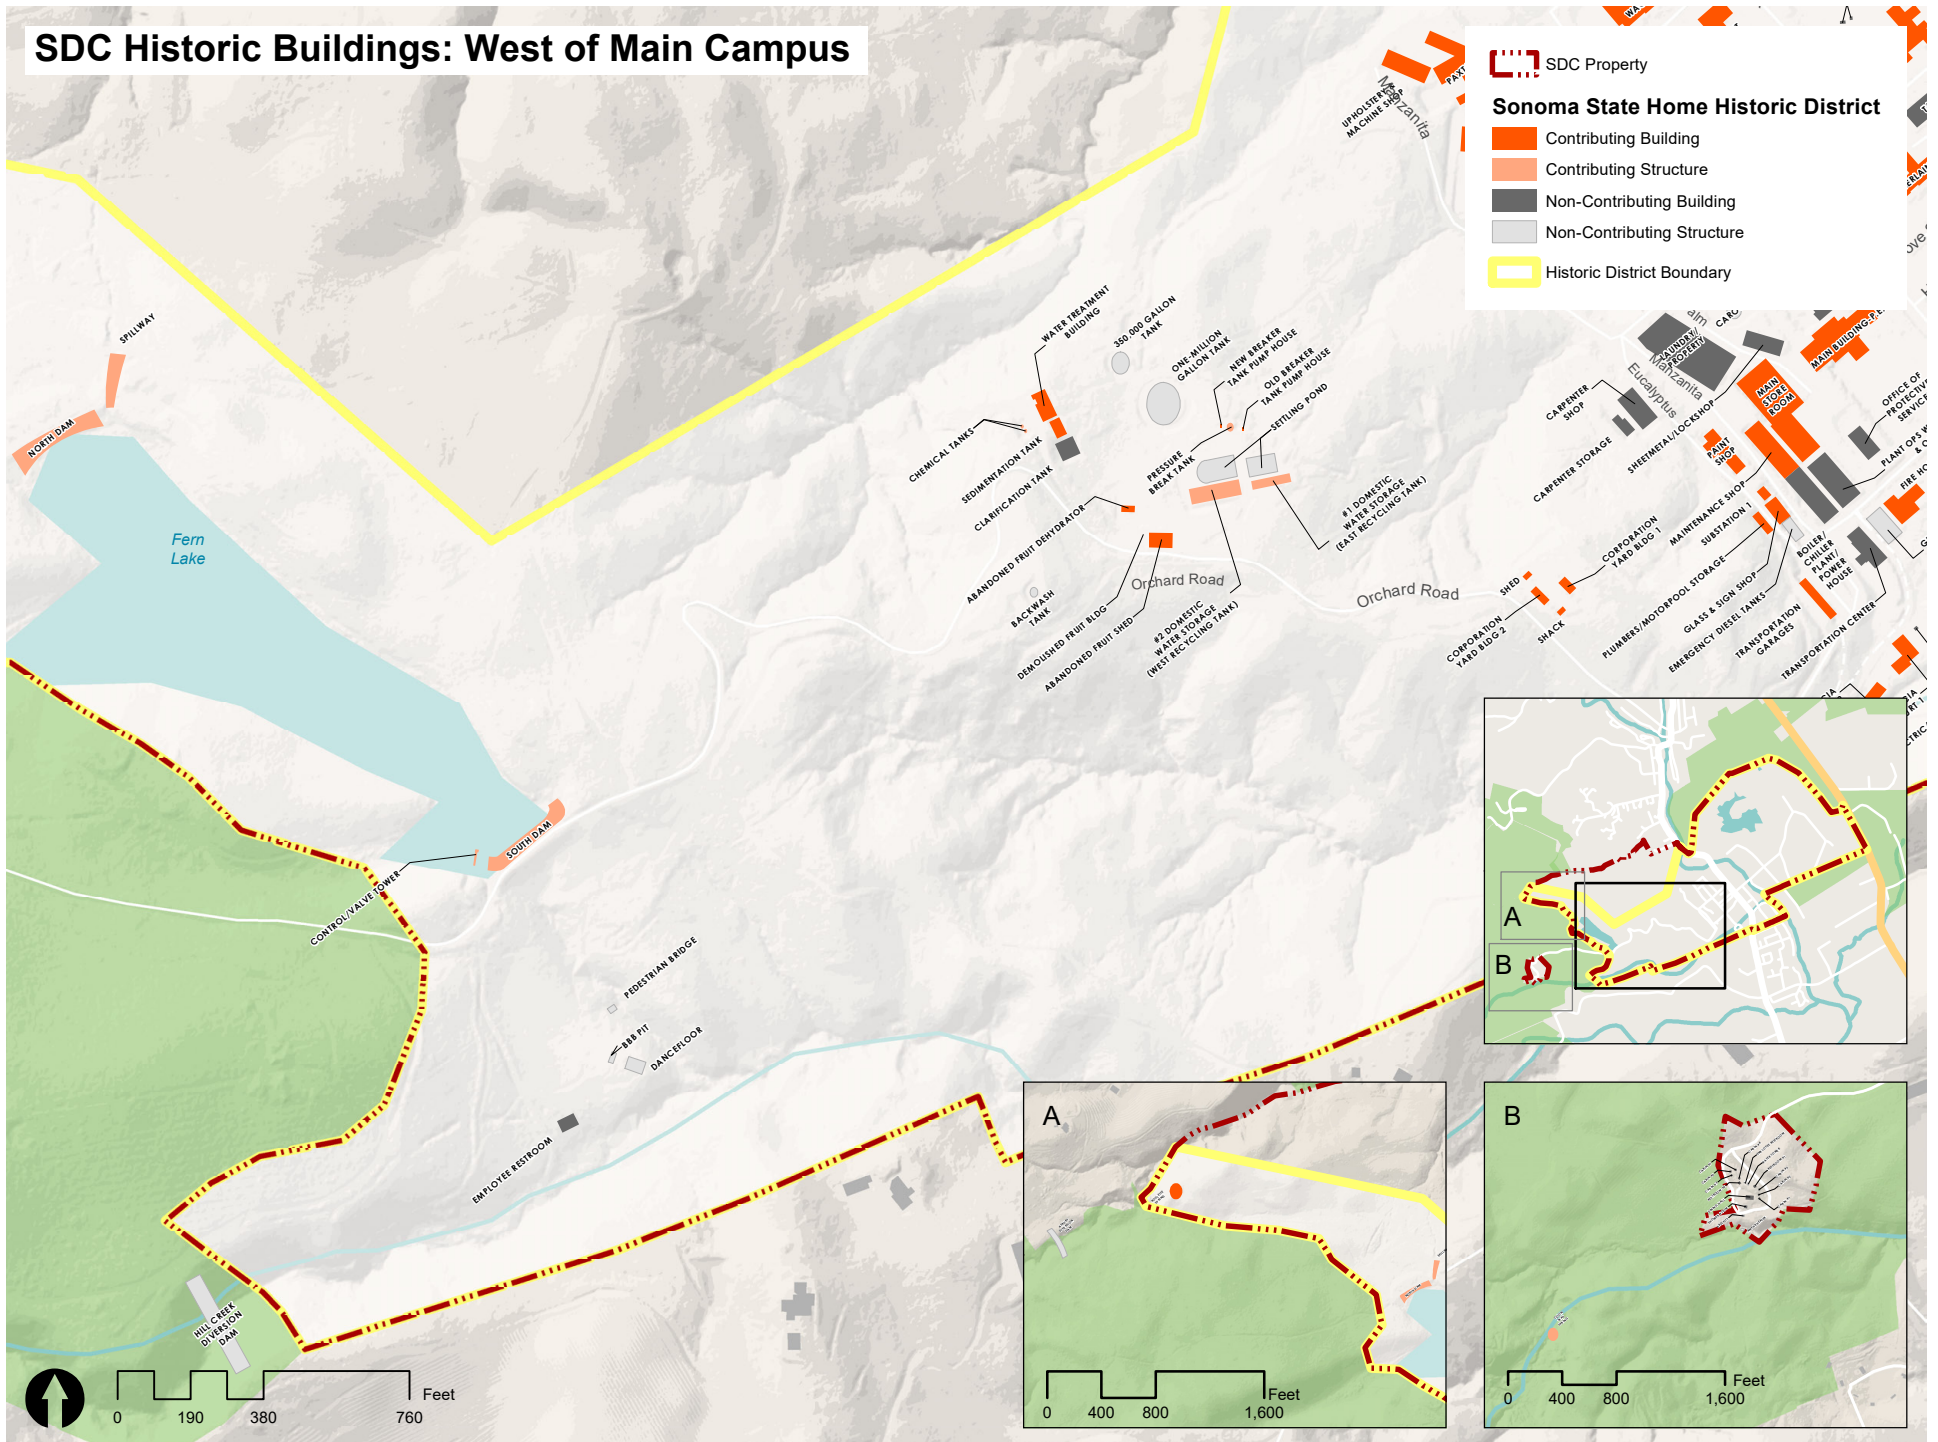 SDC Historic Buildings: West of Main Campus
SDC Property
Sonoma State Home Historic District
Contributing Building
Contributing Structure
Non-Contributing Building
Non-Contributing Structure
Historic District Boundary
UPHOLSTERY &
MACHINE SHOP
Manzanita
SPILLWAY
NORTH DAM
Fern
Lake
SOUTH DAM
CONTROL/VALVE TOWER
WATER TREATMENT
BUILDING
350,000 GALLON
TANK
ONE-MILLION
GALLON TANK
NEW BREAKER
TANK PUMP HOUSE
OLD BREAKER
TANK PUMP HOUSE
SETTLING POND
CHEMICAL TANKS
SEDIMENTATION TANK
CLARIFICATION TANK
PRESSURE
BREAK TANK
#1 DOMESTIC
WATER STORAGE
(EAST RECYCLING TANK)
ABANDONED FRUIT DEHYDRATOR
BACKWASH
TANK
DEMOLISHED FRUIT BLDG
ABANDONED FRUIT SHED
#2 DOMESTIC
WATER STORAGE
(WEST RECYCLING TANK)
Orchard Road
Orchard Road
LAUNDRY/
PROPERTY
Manzanita
Eucalyptus
MAIN
STORE
ROOM
CARPENTER
SHOP
CARPENTER STORAGE
SHEETMETAL/LOCKSHOP
PAINT
SHOP
OFFICE OF
MAINTENANCE SHOP
SUBSTATION 1
CORPORATION
YARD BLDG 1
SHED
CORPORATION
YARD BLDG 2
SHACK
PLUMBERS/MOTORPOOL STORAGE
GLASS & SIGN SHOP
EMERGENCY DIESEL TANKS
BOILER/
CHILLER
PLANT/
POWER
HOUSE
TRANSPORTATION
GARAGES
TRANSPORTATION CENTER
PEDESTRIAN BRIDGE
BBB PIT
DANCEFLOOR
EMPLOYEE RESTROOM
HILL CREEK
DIVERSION
DAM
0 190 380 760 Feet
A
B
A
0 400 800 1,600 Feet
B
0 400 800 1,600 Feet